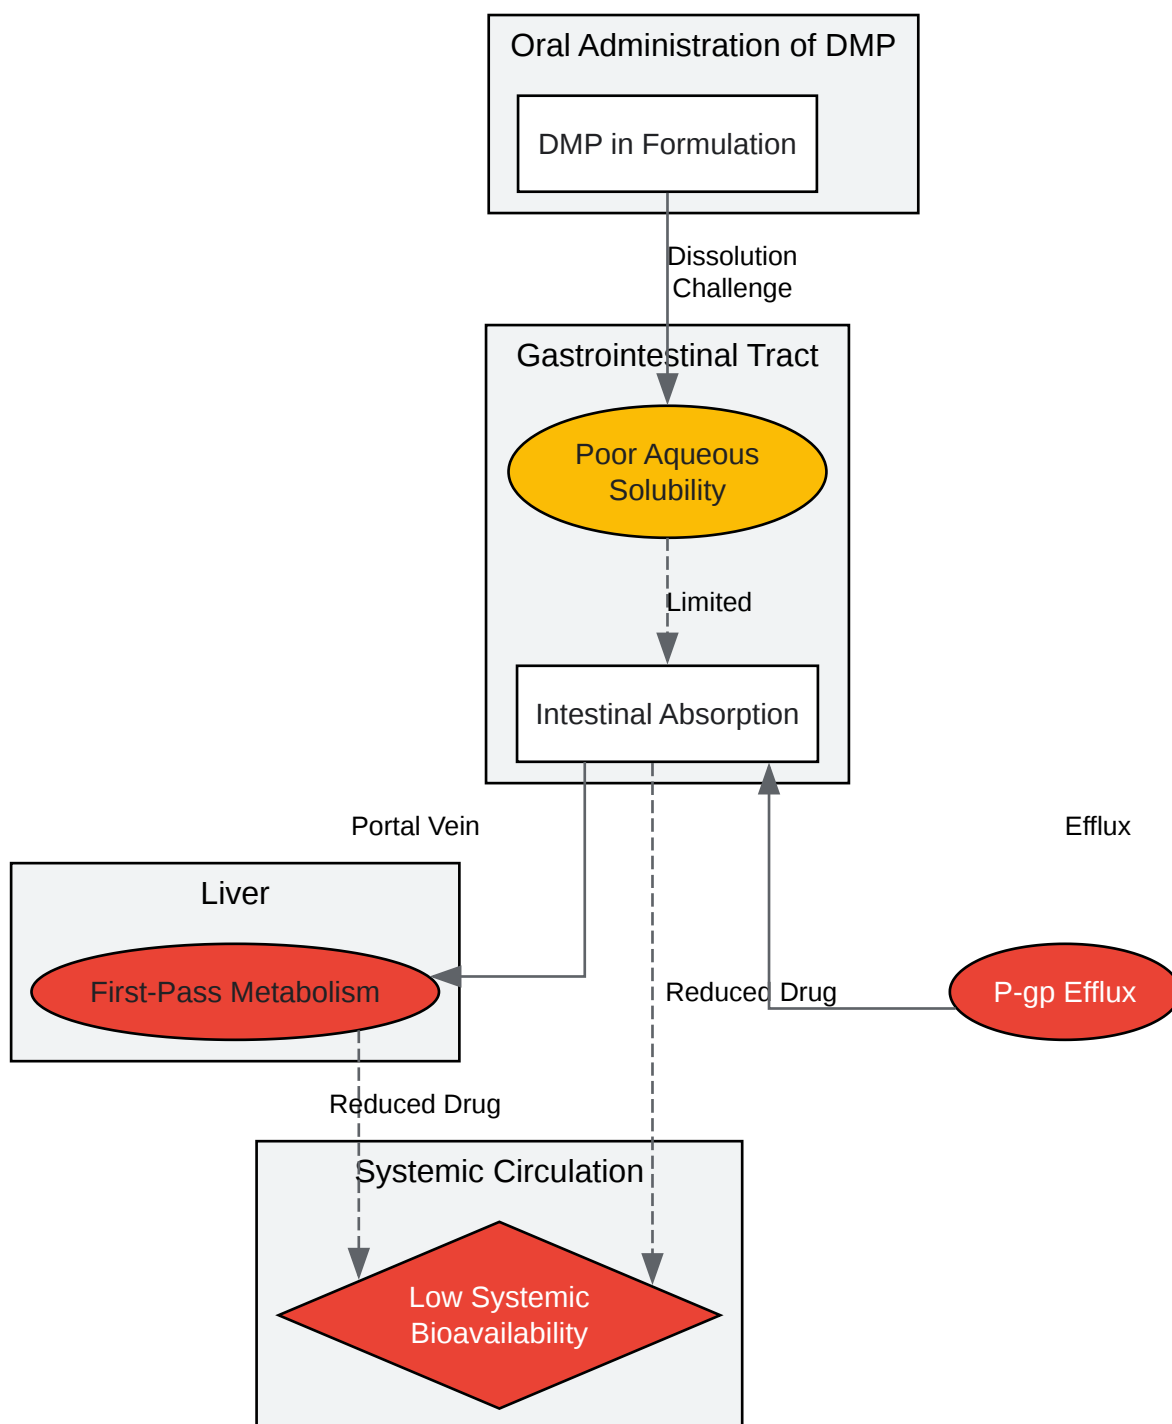 Oral Administration of DMP
DMP in Formulation
Dissolution
Challenge
Gastrointestinal Tract
Poor Aqueous
Solubility
Limited
Intestinal Absorption
Portal Vein
Efflux
Liver
First-Pass Metabolism
Reduced Drug
P-gp Efflux
Reduced Drug
Systemic Circulation
Low Systemic
Bioavailability